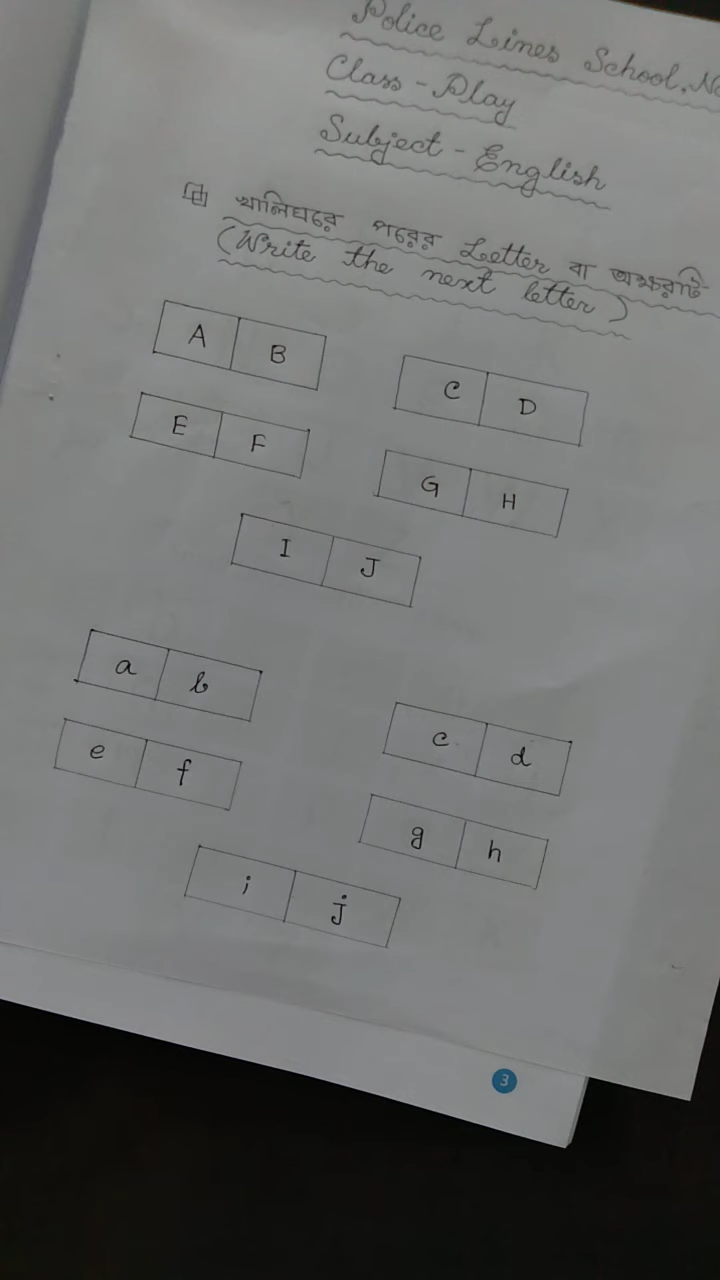 Police Lines School,
Class - Play
Subject - English
খালিঘরে পরের Letter বা অক্ষরটি
(Write the next letter)
A B
C D
E F
G H
I J
a b
c d
e f
g h
i j
3